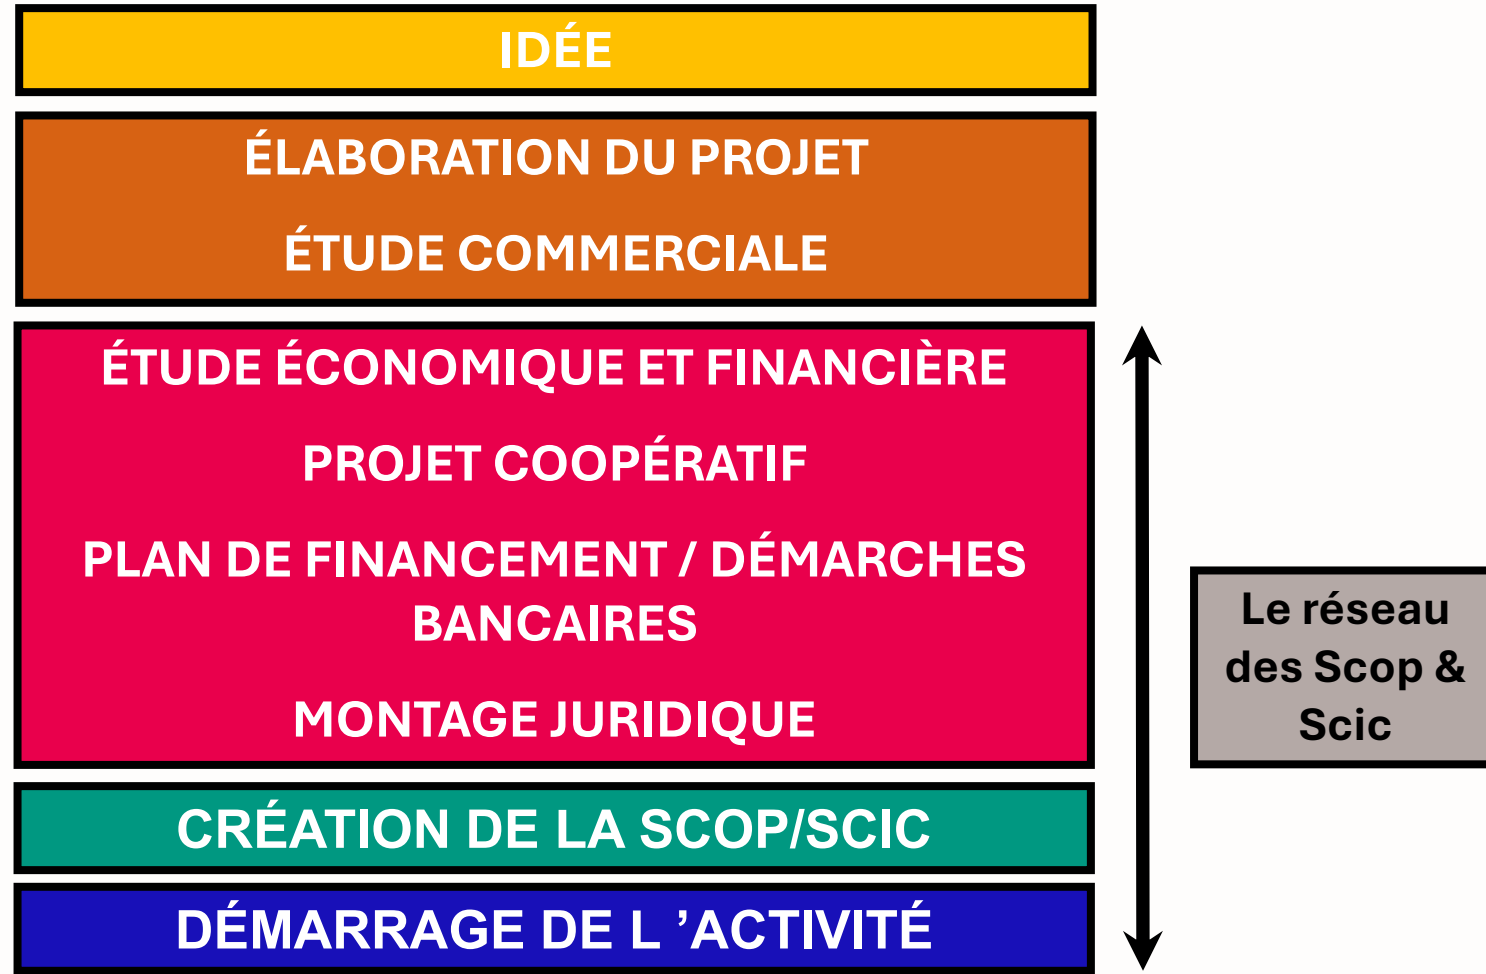 IDÉE
ÉLABORATION DU PROJET
ÉTUDE COMMERCIALE
ÉTUDE ÉCONOMIQUE ET FINANCIÈRE
PROJET COOPÉRATIF
PLAN DE FINANCEMENT / DÉMARCHES
BANCAIRES
MONTAGE JURIDIQUE
CRÉATION DE LA SCOP/SCIC
DÉMARRAGE DE L ’ACTIVITÉ
Le réseau
des Scop &
Scic